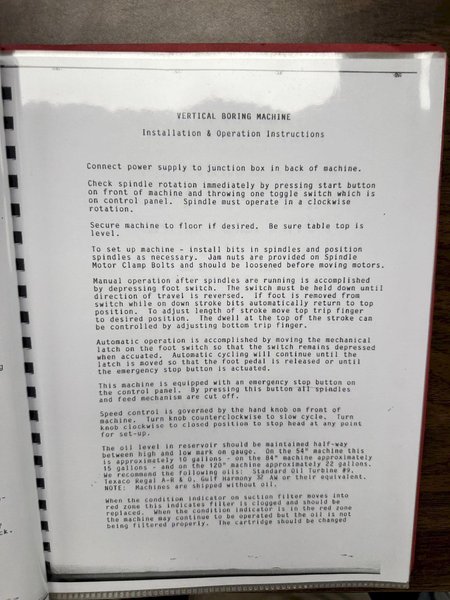 VERTICAL BORING MACHINE
Installation & Operation Instructions
Connect power supply to junction box in back of machine.
Check spindle rotation immediately by pressing start button
on front of machine and throwing one toggle switch which is
on control panel. Spindle must operate in a clockwise
rotation.
Secure machine to floor if desired. Be sure table top is
level.
To set up machine - install bits in spindles and position
spindles as necessary. Jam nuts are provided on Spindle
Motor Clamp Bolts and should be loosened before moving motors.
Manual operation after spindles are running is accomplished
by depressing foot switch. The switch must be held down until
direction of travel is reversed. If foot is removed from
switch while on down stroke bits automatically return to top
position. To adjust length of stroke move top trip finger
to desired position. The dwell at the top of the stroke can
be controlled by adjusting bottom trip finger.
Automatic operation is accomplished by moving the mechanical
latch on the foot switch so that the switch remains depressed
when accuated. Automatic cycling will continue until the
latch is moved so that the foot pedal is released or until
the emergency stop button is actuated.
This machine is equipped with an emergency stop button on
the control panel. By pressing this button all spindles
and feed mechanism are cut off.
Speed control is governed by the hand knob on front of
machine. Turn knob counterclockwise to slow cycle. Turn
knob clockwise to closed position to stop head at any point
for set-up.
The oil level in reservoir should be maintained half-way
between high and low mark on gauge. On the 54" machine this
is approximately 10 gallons - on the 84" machine approximately
15 gallons - and on the 120" machine approximately 22 gallons.
We recommend the following oils: Standard Oil Turbine #9,
Texaco Regal A-R & O, Gulf Harmony 32 AW or their equivalent.
NOTE: Machines are shipped without oil.
When the condition indicator on suction filter moves into
red zone this indicates filter is clogged and should be
replaced. When the condition indicator is in the red zone
the machine may continue to be operated but the oil is not
being filtered properly. The cartridge should be changed